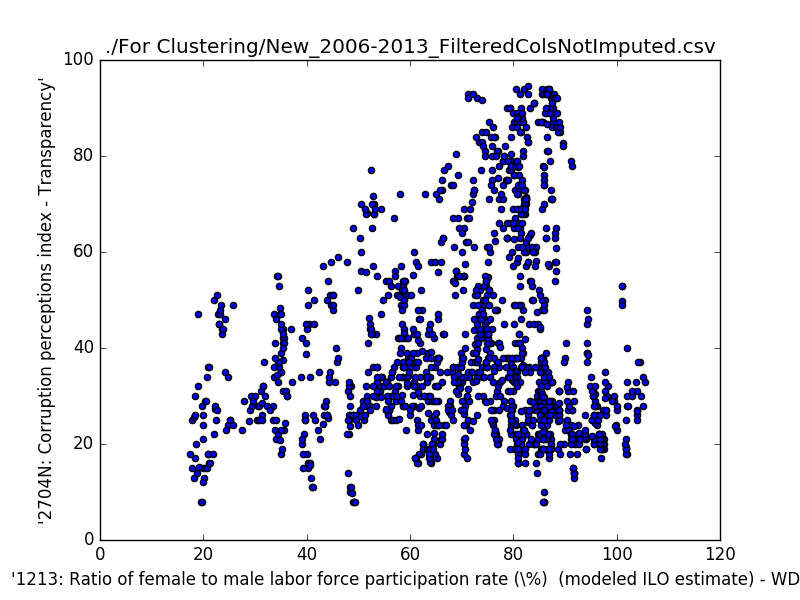 ./For Clustering/New_2006-2013_FilteredColsNotImputed.csv
100
80
60
40
20
0
'2704N: Corruption perceptions index - Transparency'
0 20 40 60 80 100 120
'1213: Ratio of female to male labor force participation rate (\%)  (modeled ILO estimate) - WD